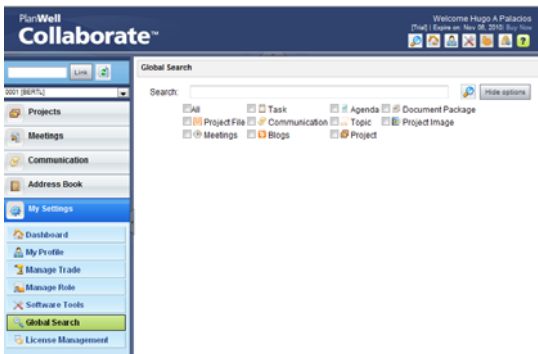 PlanWell
Collaborate™
Welcome Hugo A Palacios
[Trial] | Expire on: Nov 06, 2010: Buy Now
Link
0001 [BERTL]
Projects
Meetings
Communication
Address Book
My Settings
Dashboard
My Profile
Manage Trade
Manage Role
Software Tools
Global Search
License Management
Global Search
Search:
Hide options
All Task Agenda Document Package
Project File Communication Topic Project Image
Meetings Blogs Project